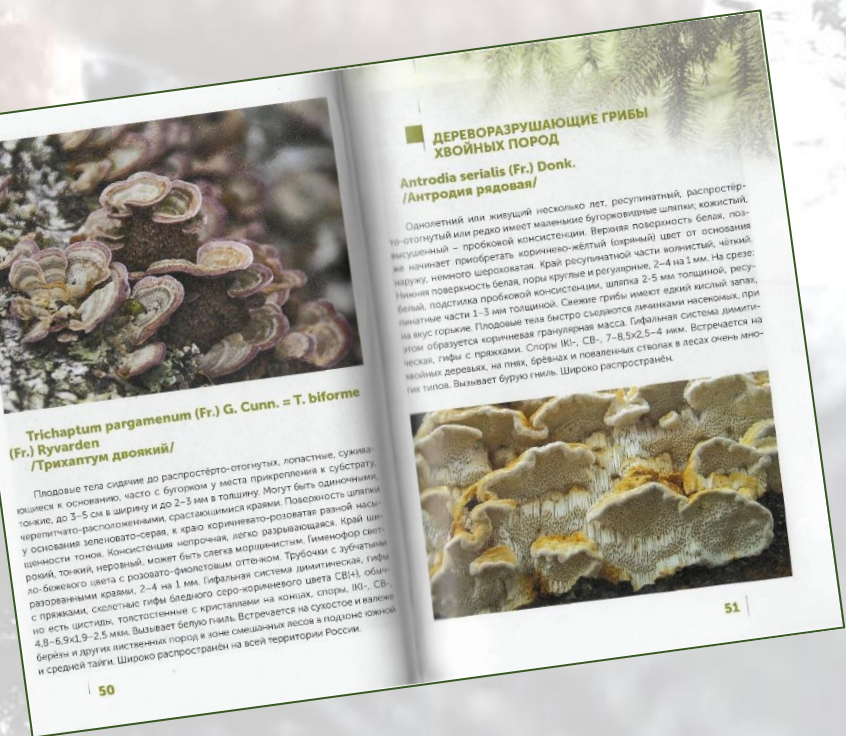 Trichaptum pargamenum (Fr.) G. Cunn. = T. biforme
(Fr.) Ryvarden
/Трихаптум двоякий/
Плодовые тела сидячие до распростёрто-отогнутых, лопастные, сужива-
ющиеся к основанию, часто с бугорком у места прикрепления к субстрату,
тонкие, до 3–5 см в ширину и до 2–3 мм в толщину. Могут быть одиночными,
черепитчато-расположенными, срастающимися краями. Поверхность шляпки
у основания зеленовато-серая, к краю коричневато-розоватая разной насы-
щенности тонов. Консистенция непрочная, легко разрывающаяся. Край ши-
рокий, тонкий, неровный, может быть слегка морщинистым. Гименофор свет-
ло-бежевого цвета с розовато-фиолетовым оттенком. Трубочки с зубчатыми
разорванными краями, 2–4 на 1 мм. Гифальная система димитическая, гифы
с пряжками, скелетные гифы бледного серо-коричневого цвета CB(+), обыч-
но есть цистиды, толстостенные с кристаллами на концах, споры, IKI-, CB-,
4,8–6,9х1,9–2,5 мкм. Вызывает белую гниль. Встречается на сухостое и валеже
берёзы и других лиственных пород в зоне смешанных лесов в подзоне южной
и средней тайги. Широко распространён на всей территории России.
50
ДЕРЕВОРАЗРУШАЮЩИЕ ГРИБЫ
ХВОЙНЫХ ПОРОД
Antrodia serialis (Fr.) Donk.
/Антродия рядовая/
Однолетний или живущий несколько лет, ресупинатный, распростёр-
то-отогнутый или редко имеет маленькие бугорковидные шляпки; кожистый,
высушенный – пробковой консистенции. Верхняя поверхность белая, поз-
же начинает приобретать коричнево-жёлтый (охряный) цвет от основания
наружу, немного шероховатая. Край ресупинатной части волнистый, чёткий.
Нижняя поверхность белая, поры круглые и регулярные, 2–4 на 1 мм. На срезе:
белый, подстилка пробковой консистенции, шляпка 2-5 мм толщиной, ресу-
пинатные части 1–3 мм толщиной. Свежие грибы имеют едкий кислый запах,
на вкус горькие. Плодовые тела быстро съедаются личинками насекомых, при
этом образуется коричневая гранулярная масса. Гифальная система димити-
ческая, гифы с пряжками. Споры IKI-, CB-, 7–8,5х2,5–4 мкм. Встречается на
хвойных деревьях, на пнях, брёвнах и поваленных стволах в лесах очень мно-
гих типов. Вызывает бурую гниль. Широко распространён.
51